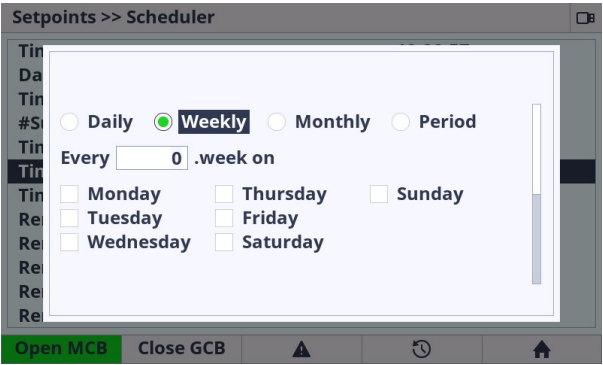 Setpoints >> Scheduler
Daily Weekly Monthly Period
Every 0 .week on
Monday Thursday Sunday
Tuesday Friday
Wednesday Saturday
Open MCB Close GCB